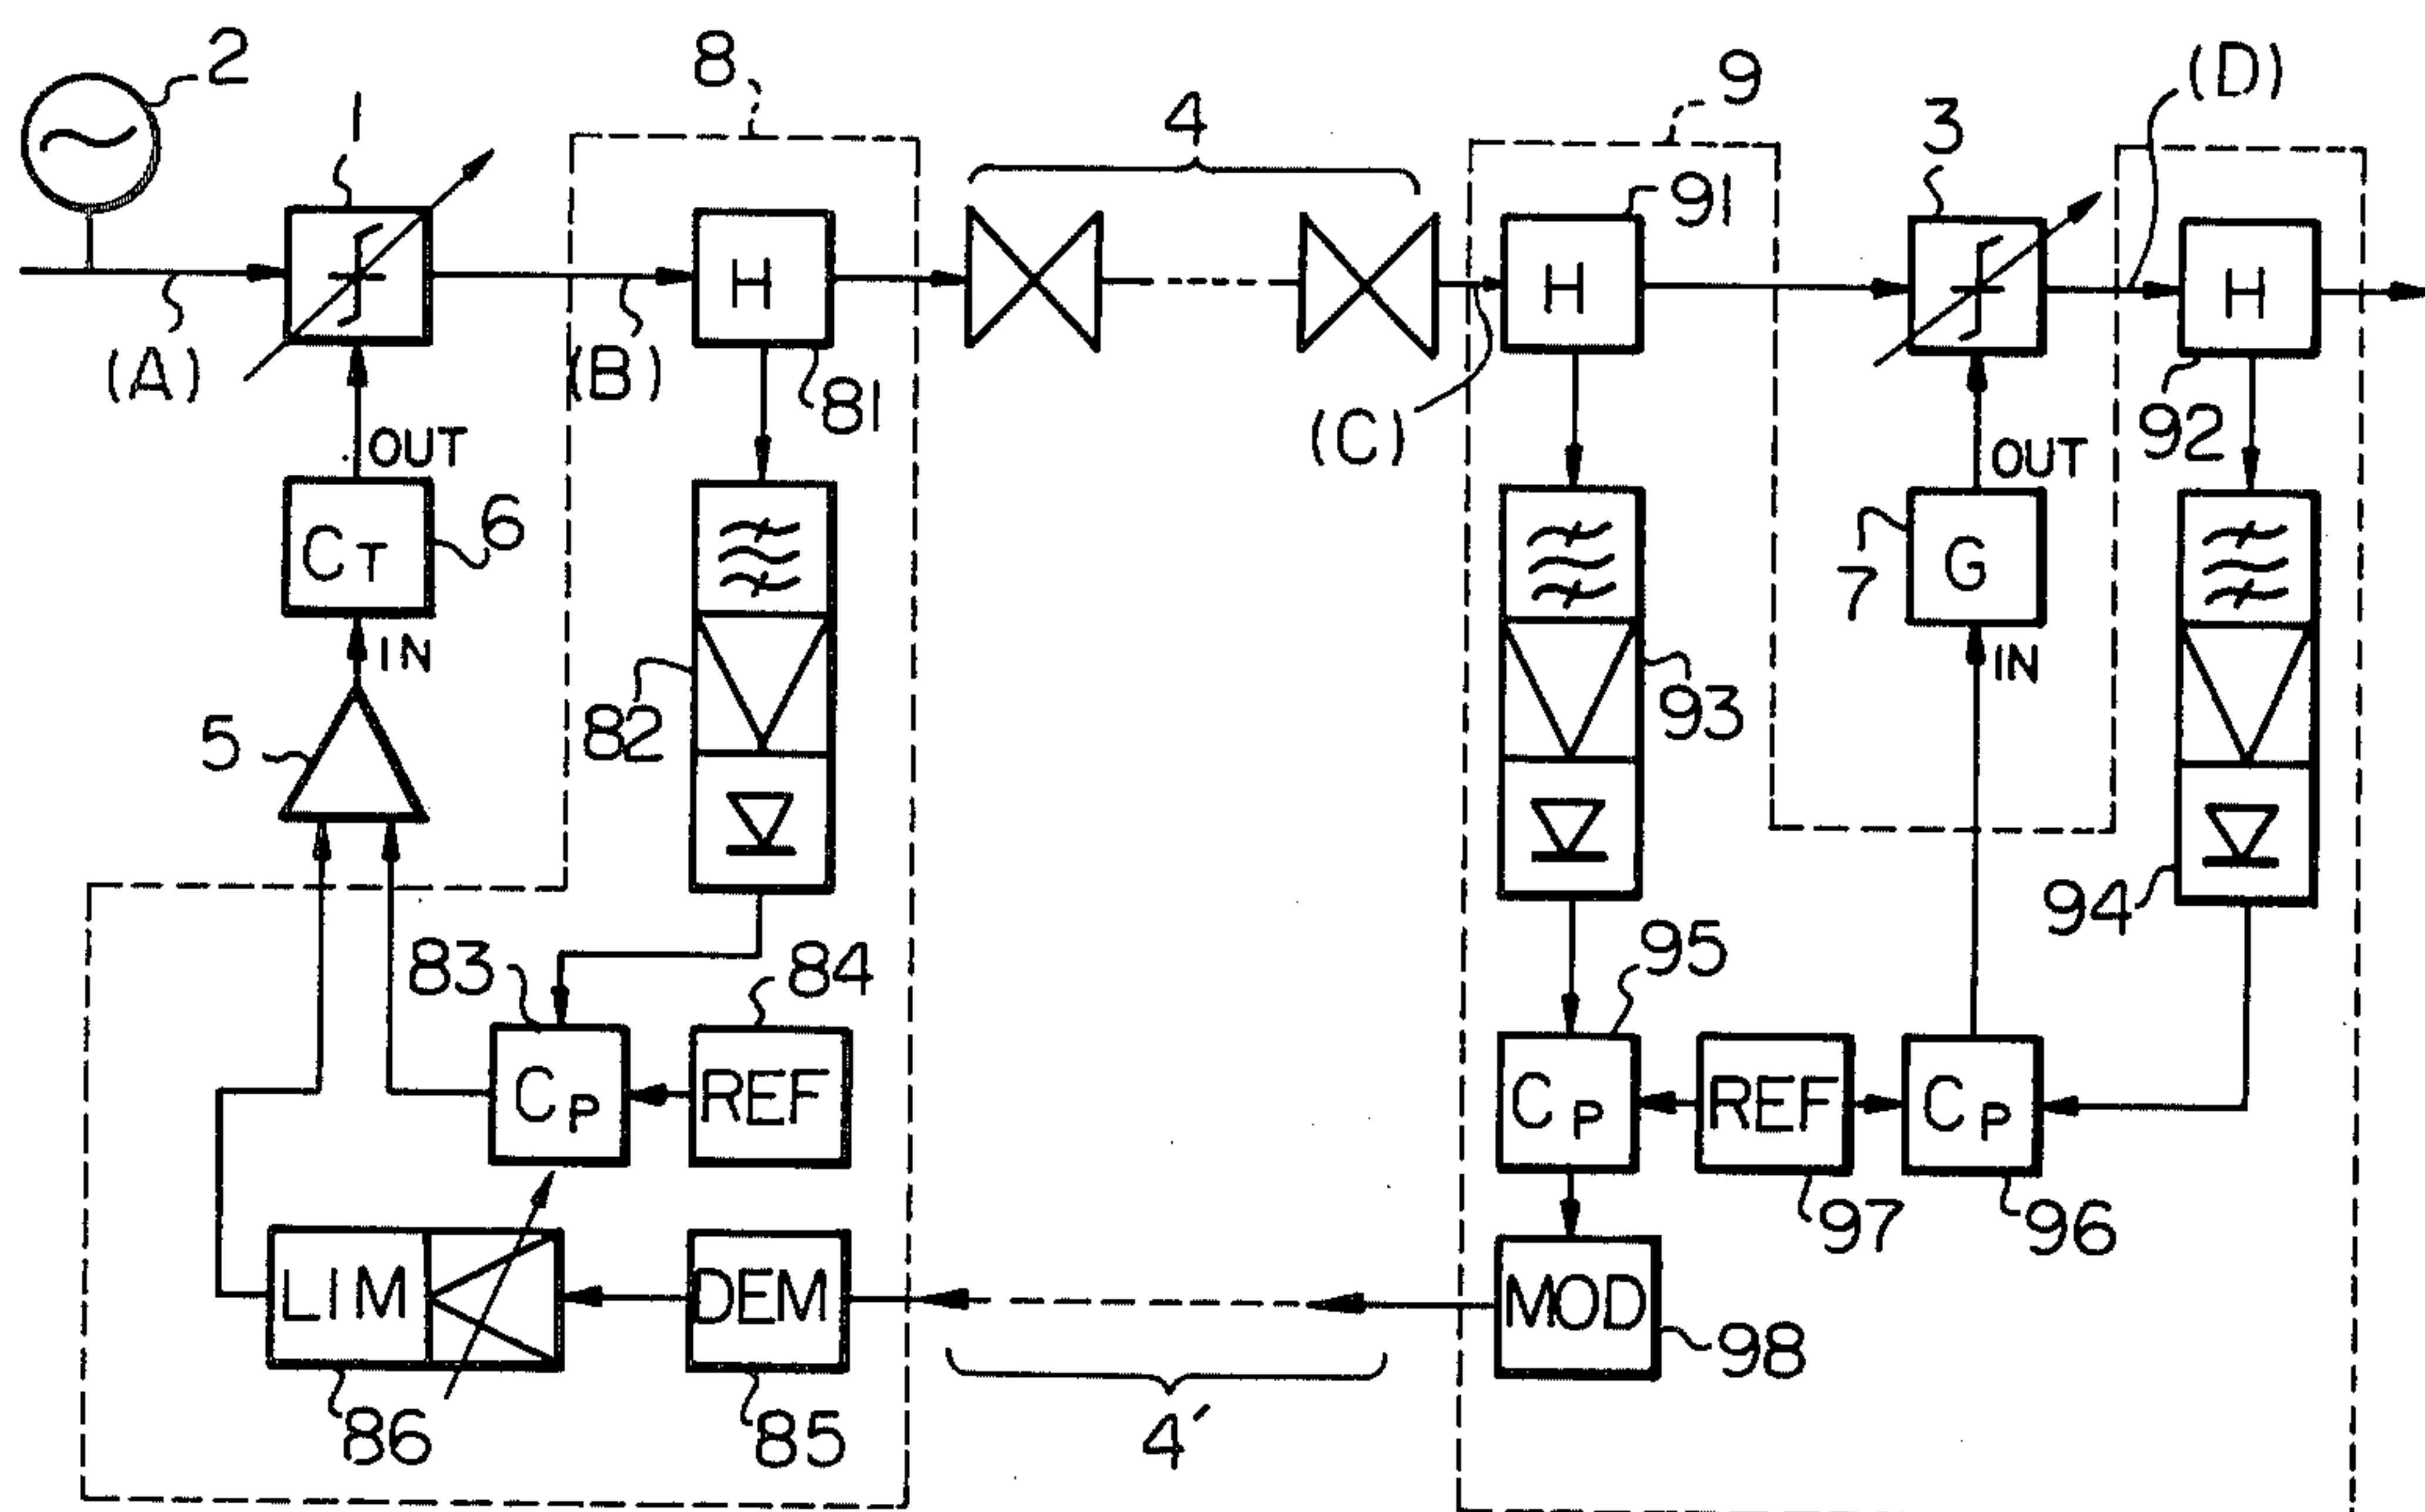 2
8
9
(D)
1
4
3
91
H
H
H
(A)
(B)
81
(C)
92
OUT
OUT
CT
6
G
7
IN
IN
5
82
93
94
83
84
95
CP
REF
CP
REF
CP
97
96
LIM
DEM
MOD
98
86
85
4′